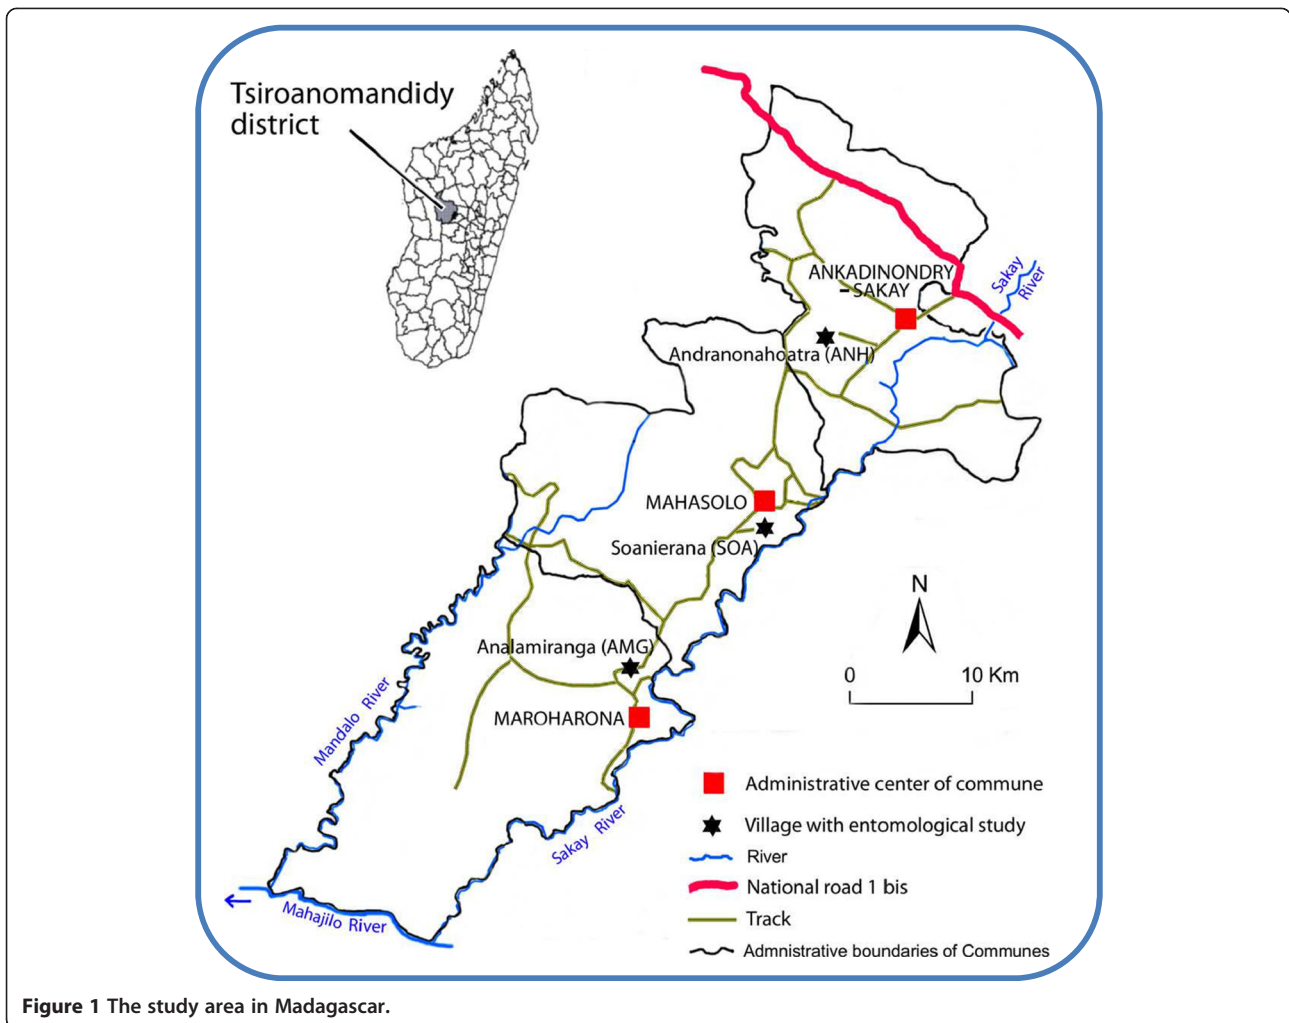 Tsiroanomandidy
district
Sakay
River
ANKADINONDRY
–SAKAY
Andranonahoatra (ANH)
MAHASOLO
Soanierana (SOA)
N
0 10 Km
Analamiranga (AMG)
MAROHARONA
Mandalo River
Sakay River
Mahajilo River
Administrative center of commune
Village with entomological study
River
National road 1 bis
Track
Admnistrative boundaries of Communes
Figure 1 The study area in Madagascar.